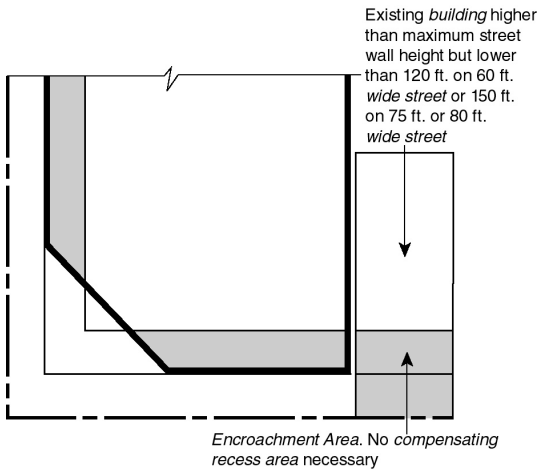 Existing building higher
than maximum street
wall height but lower
than 120 ft. on 60 ft.
wide street or 150 ft.
on 75 ft. or 80 ft.
wide street
Encroachment Area. No compensating
recess area necessary